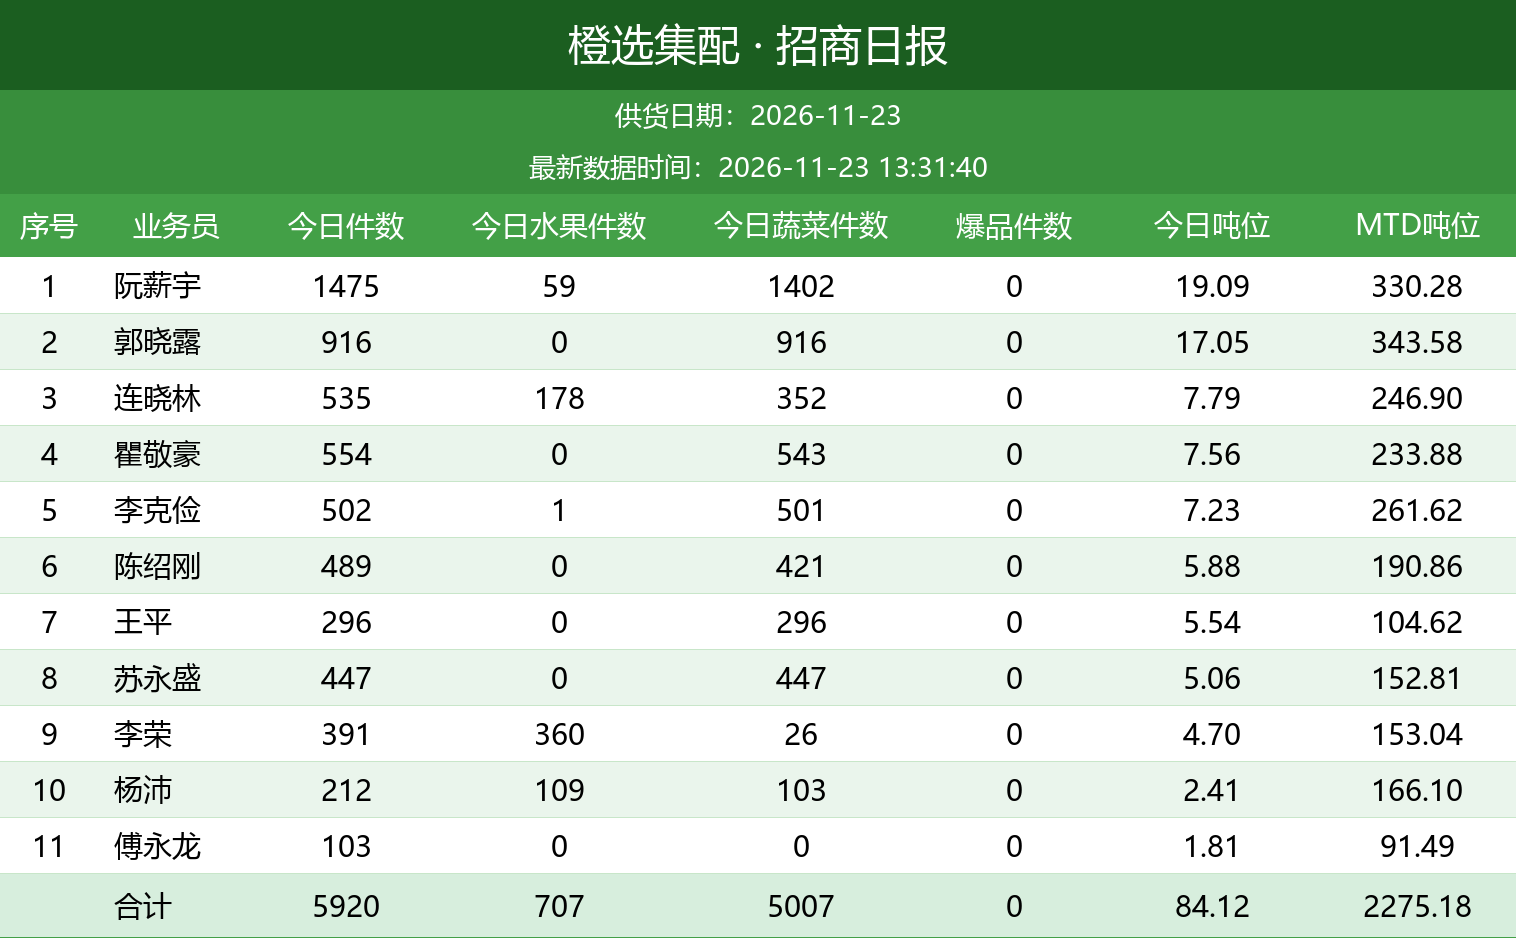 橙选集配 · 招商日报
供货日期：2026-11-23
最新数据时间：2026-11-23 13:31:40
序号 业务员 今日件数 今日水果件数 今日蔬菜件数 爆品件数 今日吨位 MTD吨位
1 阮薪宇 1475 59 1402 0 19.09 330.28
2 郭晓露 916 0 916 0 17.05 343.58
3 连晓林 535 178 352 0 7.79 246.90
4 瞿敬豪 554 0 543 0 7.56 233.88
5 李克俭 502 1 501 0 7.23 261.62
6 陈绍刚 489 0 421 0 5.88 190.86
7 王平 296 0 296 0 5.54 104.62
8 苏永盛 447 0 447 0 5.06 152.81
9 李荣 391 360 26 0 4.70 153.04
10 杨沛 212 109 103 0 2.41 166.10
11 傅永龙 103 0 0 0 1.81 91.49
合计 5920 707 5007 0 84.12 2275.18